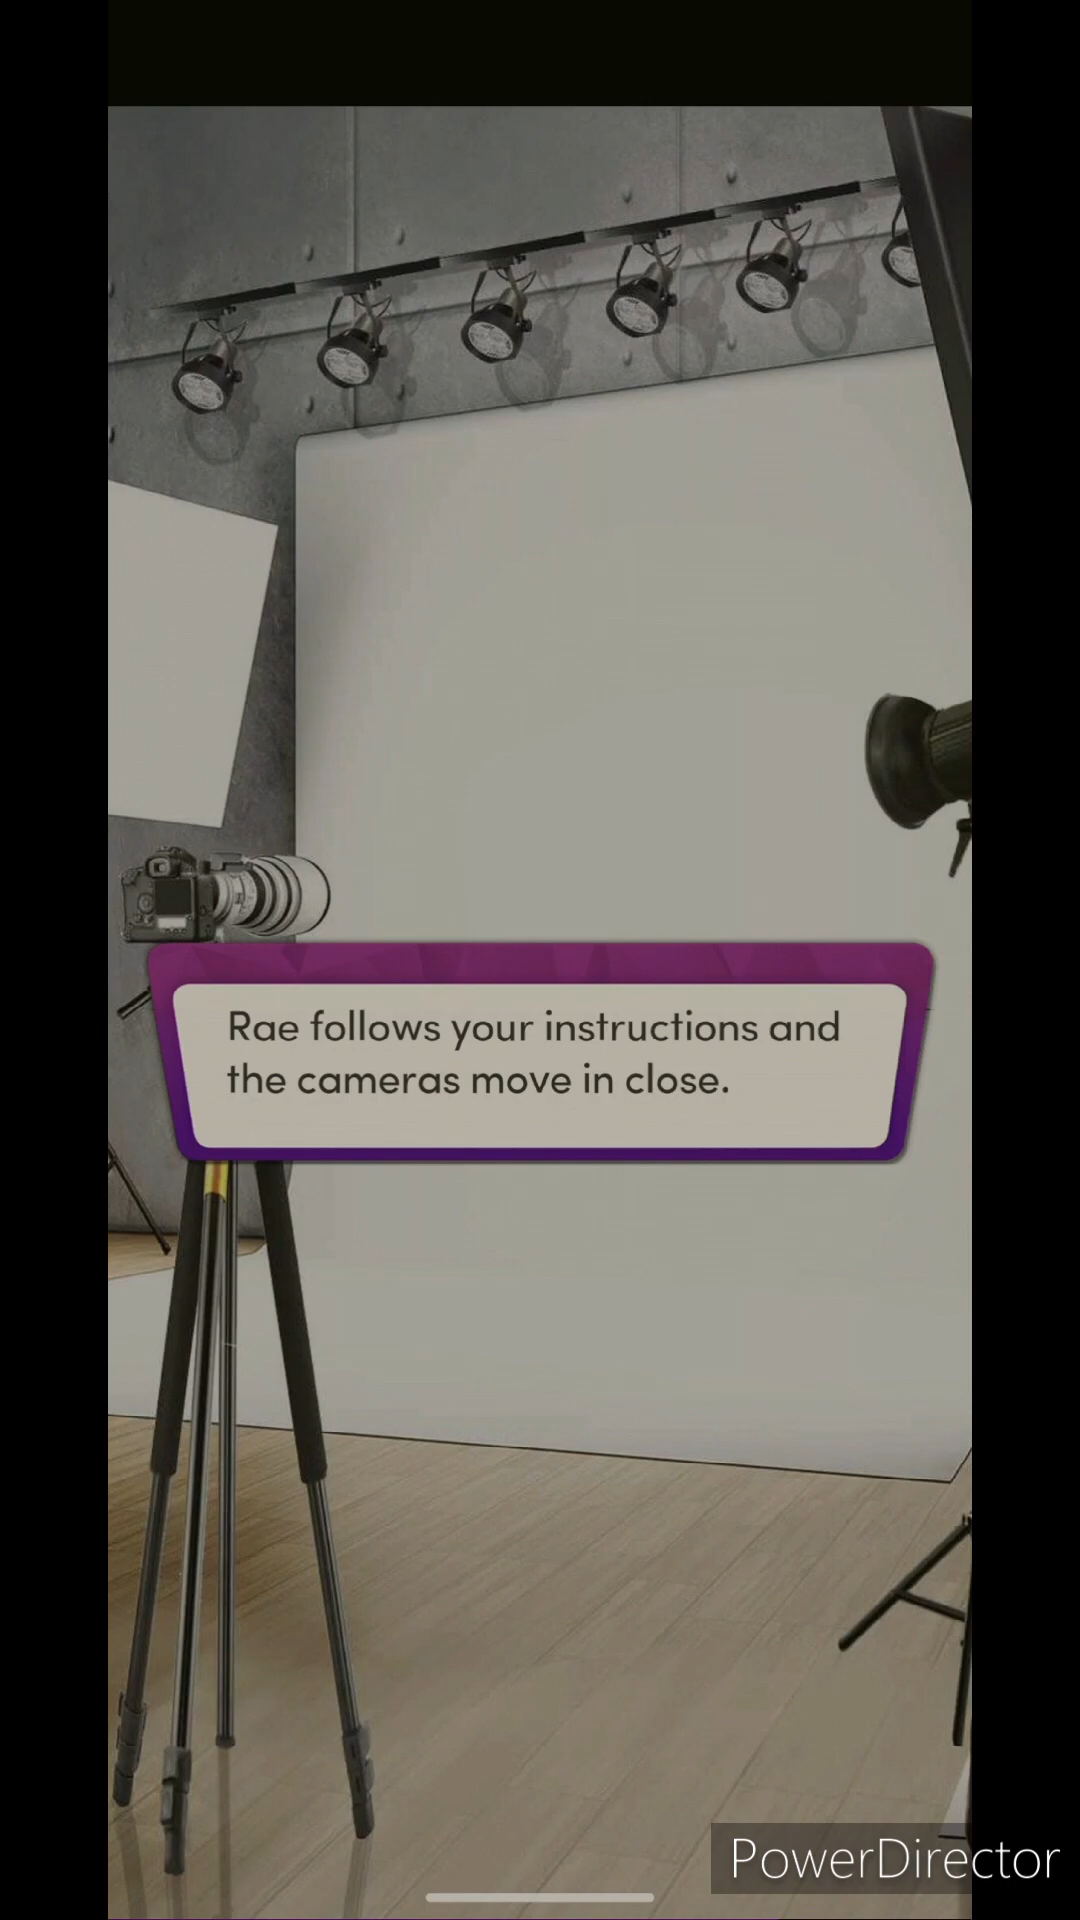 Rae follows your instructions and
the cameras move in close.
PowerDirector